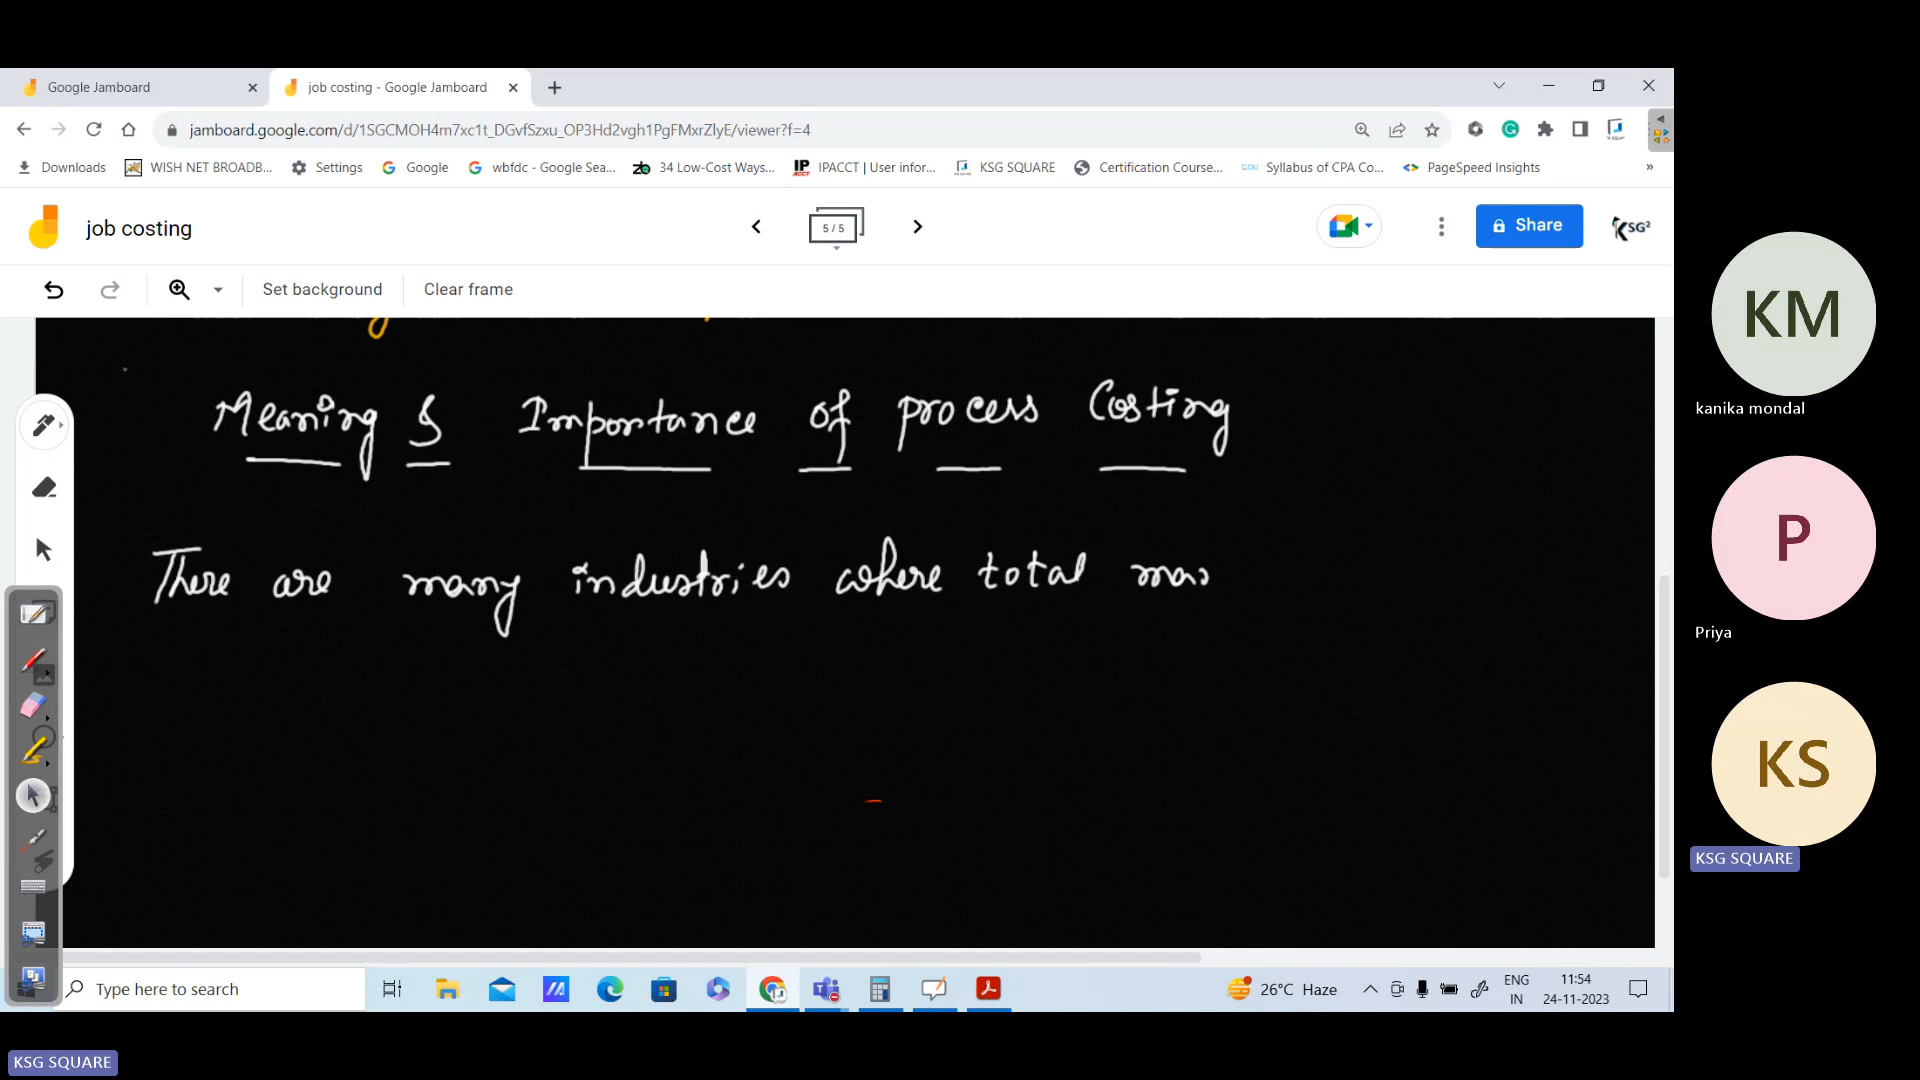 Google Jamboard
job costing - Google Jamboard
jamboard.google.com/d/1SGCMOH4m7xc1t_DGvfSzxu_OP3Hd2vgh1PgFMxrZlyE/viewer?f=4
Downloads WISH NET BROADB... Settings Google wbfdc - Google Sea... 34 Low-Cost Ways... IPACCT | User infor... KSG SQUARE Certification Course... Syllabus of CPA Co... PageSpeed Insights »
job costing 5 / 5 Share KSG²
Set background Clear frame
Meaning & Importance of process Costing
There are many industries where total
Type here to search
26°C Haze
ENG
IN
11:54
24-11-2023
KM
kanika mondal
P
Priya
KS
KSG SQUARE
KSG SQUARE